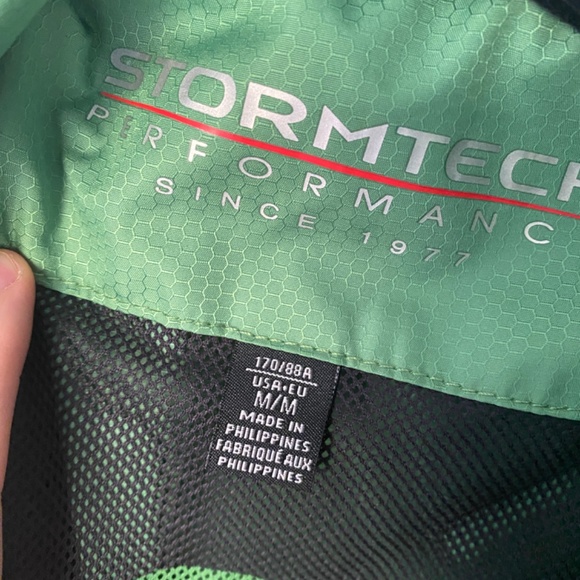 STORMTECH
PERFORMANC
SINCE 1977
170/88A
USA•EU
M/M
MADE IN
PHILIPPINES
FABRIQUÉ AUX
PHILIPPINES